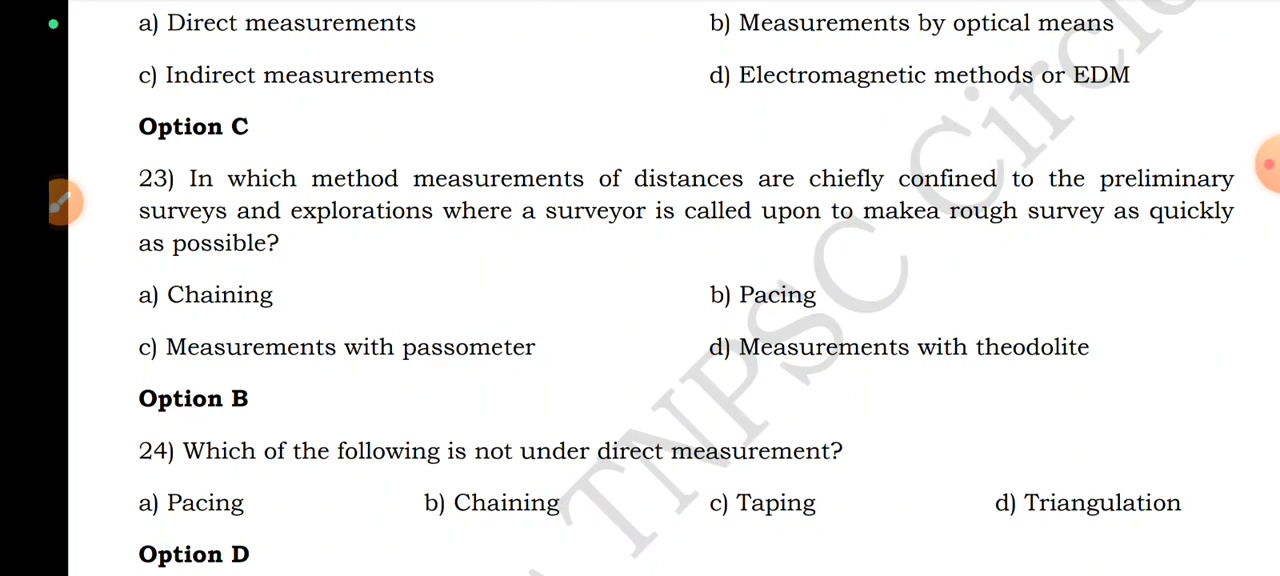 a) Direct measurements b) Measurements by optical means
c) Indirect measurements d) Electromagnetic methods or EDM
Option C
23) In which method measurements of distances are chiefly confined to the preliminary
surveys and explorations where a surveyor is called upon to makea rough survey as quickly
as possible?
a) Chaining b) Pacing
c) Measurements with passometer d) Measurements with theodolite
Option B
24) Which of the following is not under direct measurement?
a) Pacing b) Chaining c) Taping d) Triangulation
Option D
TNPSC Circle